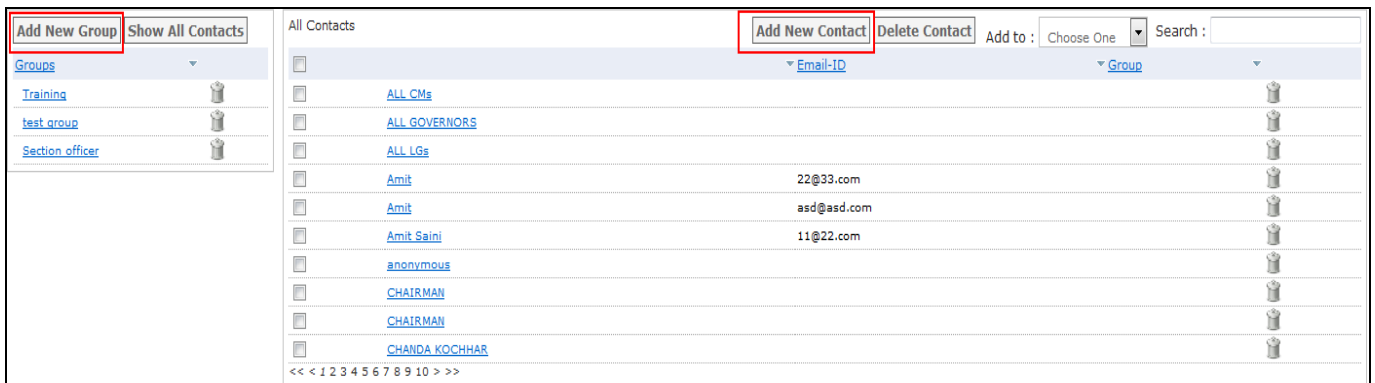 Add New Group Show All Contacts
Groups
Training
test group
Section officer
All Contacts Add New Contact Delete Contact Add to : Choose One Search :
Email-ID Group
ALL CMs
ALL GOVERNORS
ALL LGs
Amit 22@33.com
Amit asd@asd.com
Amit Saini 11@22.com
anonymous
CHAIRMAN
CHAIRMAN
CHANDA KOCHHAR
<< < 1 2 3 4 5 6 7 8 9 10 > >>